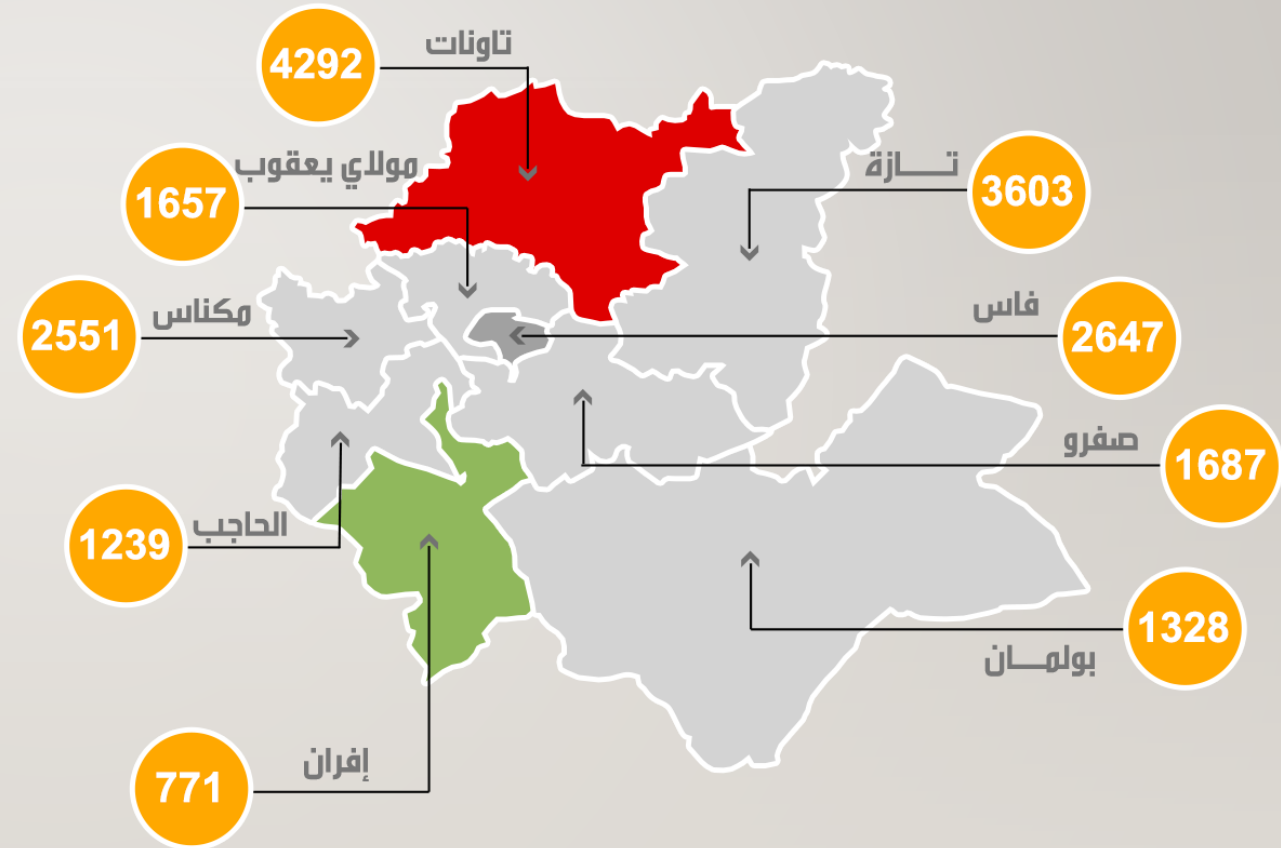 تاونات
4292
مولاي يعقوب
1657
تـــازة
3603
مكناس
2551
فاس
2647
صفرو
1687
الحاجب
1239
بولمـــان
1328
إفران
771